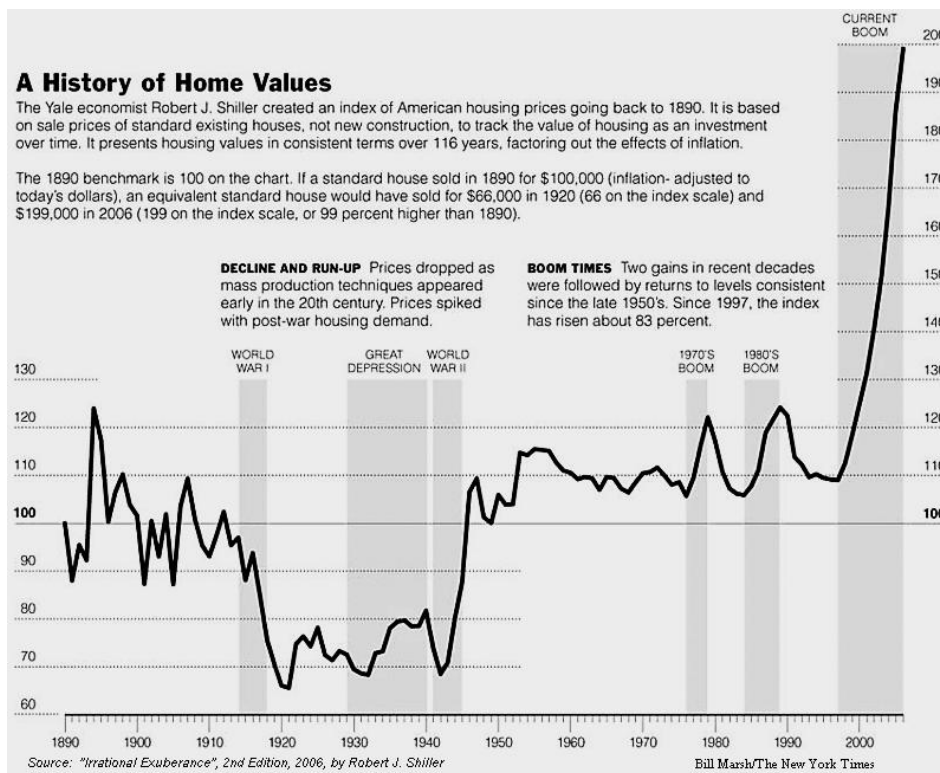 CURRENT
BOOM
A History of Home Values
The Yale economist Robert J. Shiller created an index of American housing prices going back to 1890. It is based
on sale prices of standard existing houses, not new construction, to track the value of housing as an investment
over time. It presents housing values in consistent terms over 116 years, factoring out the effects of inflation.
The 1890 benchmark is 100 on the chart. If a standard house sold in 1890 for $100,000 (inflation- adjusted to
today's dollars), an equivalent standard house would have sold for $66,000 in 1920 (66 on the index scale) and
$199,000 in 2006 (199 on the index scale, or 99 percent higher than 1890).
DECLINE AND RUN-UP Prices dropped as
mass production techniques appeared
early in the 20th century. Prices spiked
with post-war housing demand.
BOOM TIMES Two gains in recent decades
were followed by returns to levels consistent
since the late 1950's. Since 1997, the index
has risen about 83 percent.
WORLD
WAR I
GREAT
DEPRESSION
WORLD
WAR II
1970'S
BOOM
1980'S
BOOM
130
120
110
100
90
80
70
60
1890 1900 1910 1920 1930 1940 1950 1960 1970 1980 1990 2000
Source: "Irrational Exuberance", 2nd Edition, 2006, by Robert J. Shiller
Bill Marsh/The New York Times